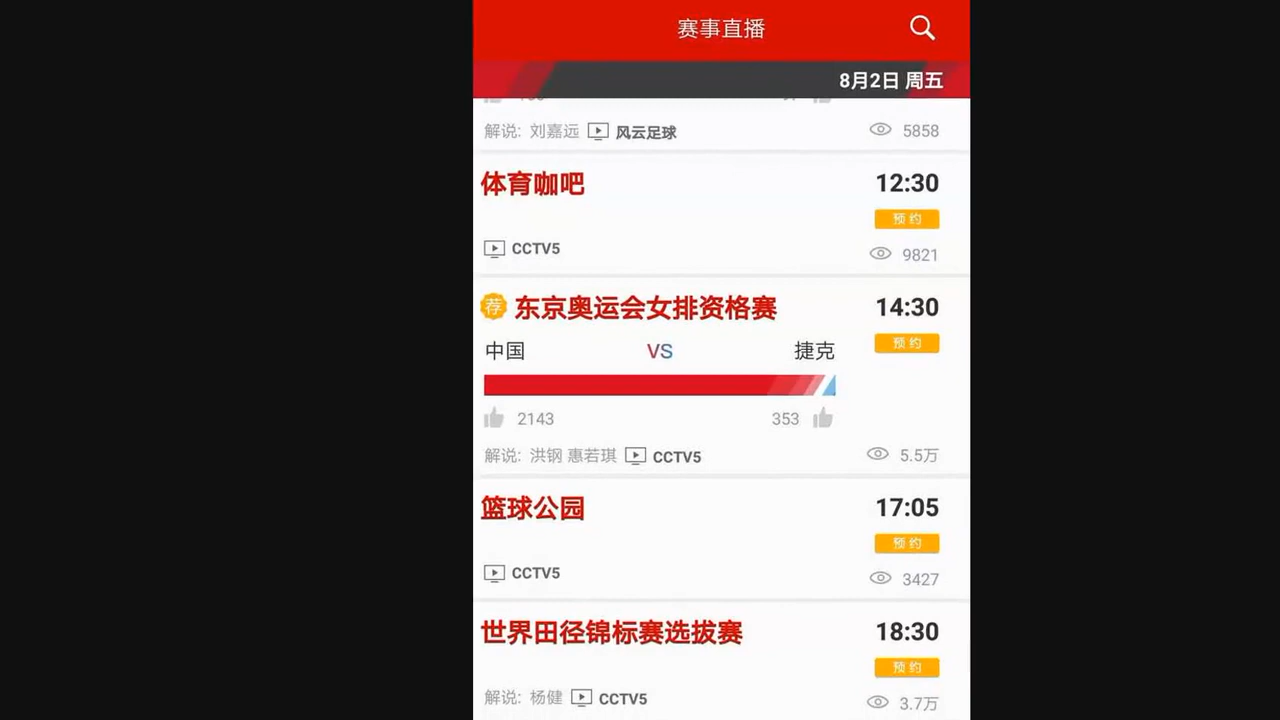 赛事直播
8月2日 周五
解说: 刘嘉远 风云足球 5858
体育咖吧 12:30
预约
CCTV5 9821
荐 东京奥运会女排资格赛 14:30
中国 VS 捷克 预约
2143 353
解说: 洪钢 惠若琪 CCTV5 5.5万
篮球公园 17:05
预约
CCTV5 3427
世界田径锦标赛选拔赛 18:30
预约
解说: 杨健 CCTV5 3.7万